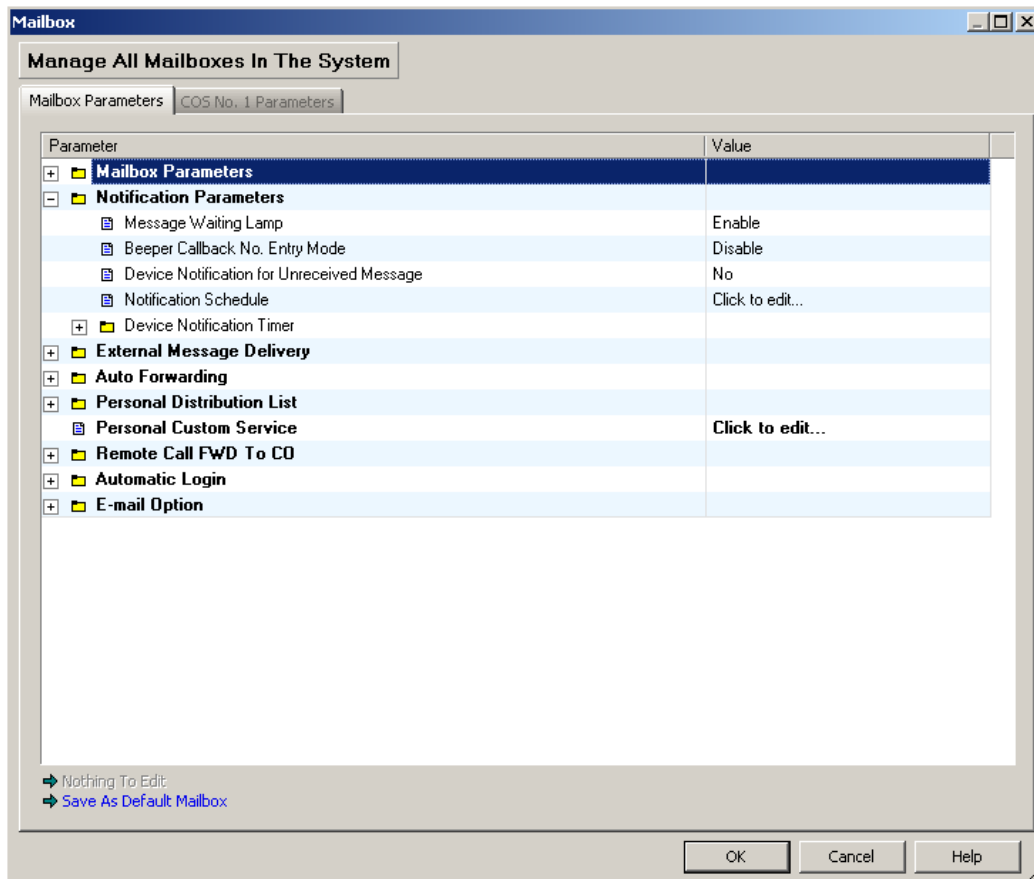 Mailbox
Manage All Mailboxes In The System
Mailbox Parameters COS No. 1 Parameters
Parameter Value
Mailbox Parameters
Notification Parameters
Message Waiting Lamp Enable
Beeper Callback No. Entry Mode Disable
Device Notification for Unreceived Message No
Notification Schedule Click to edit...
Device Notification Timer
External Message Delivery
Auto Forwarding
Personal Distribution List
Personal Custom Service Click to edit...
Remote Call FWD To CO
Automatic Login
E-mail Option
Nothing To Edit
Save As Default Mailbox
OK Cancel Help